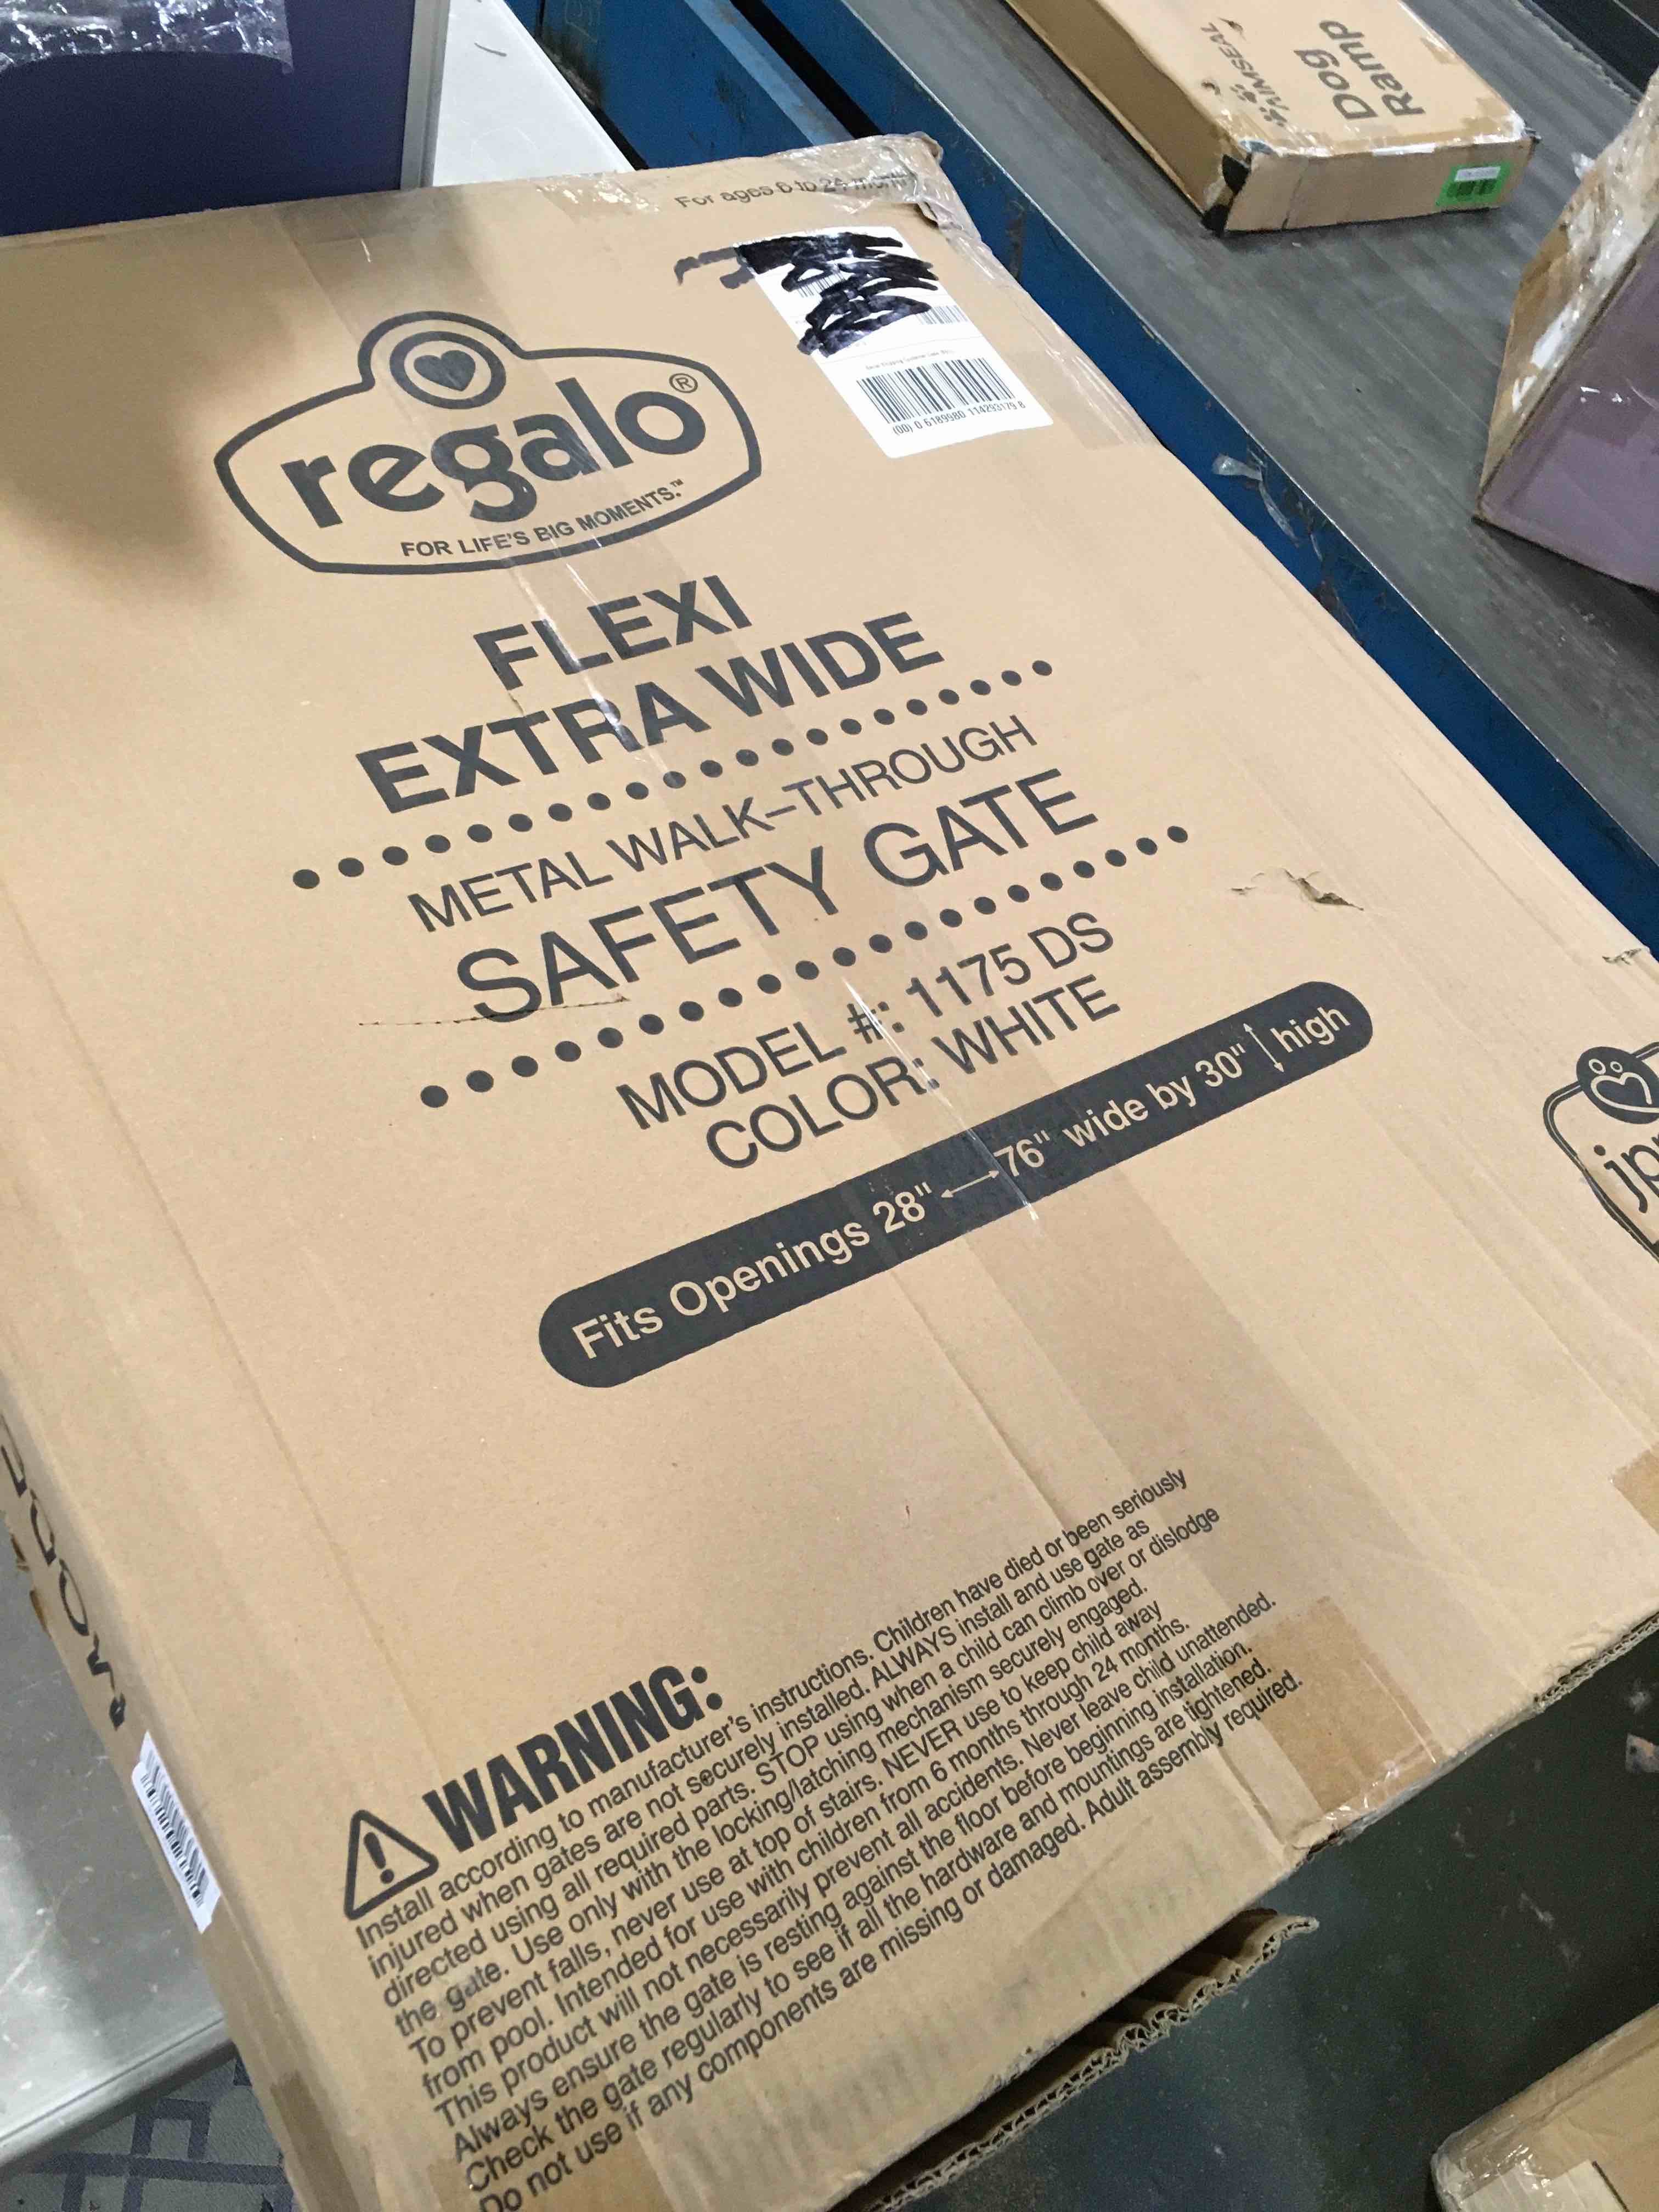 AIMSEAL
Dog
Ramp
For ages 6 to 24 months
regalo®
FOR LIFE'S BIG MOMENTS.™
(00) 0 6189980 114293179 8
FLEXI
EXTRA WIDE
METAL WALK-THROUGH
SAFETY GATE
MODEL #: 1175 DS
COLOR: WHITE
Fits Openings 28" ↔ 76" wide by 30" ↕ high
WARNING:
Install according to manufacturer's instructions. Children have died or been seriously
injured when gates are not securely installed. ALWAYS install and use gate as
directed using all required parts. STOP using when a child can climb over or dislodge
the gate. Use only with the locking/latching mechanism securely engaged.
To prevent falls, never use at top of stairs. NEVER use to keep child away
from pool. Intended for use with children from 6 months through 24 months.
This product will not necessarily prevent all accidents. Never leave child unattended.
Always ensure the gate is resting against the floor before beginning installation.
Check the gate regularly to see if all the hardware and mountings are tightened.
Do not use if any components are missing or damaged. Adult assembly required.